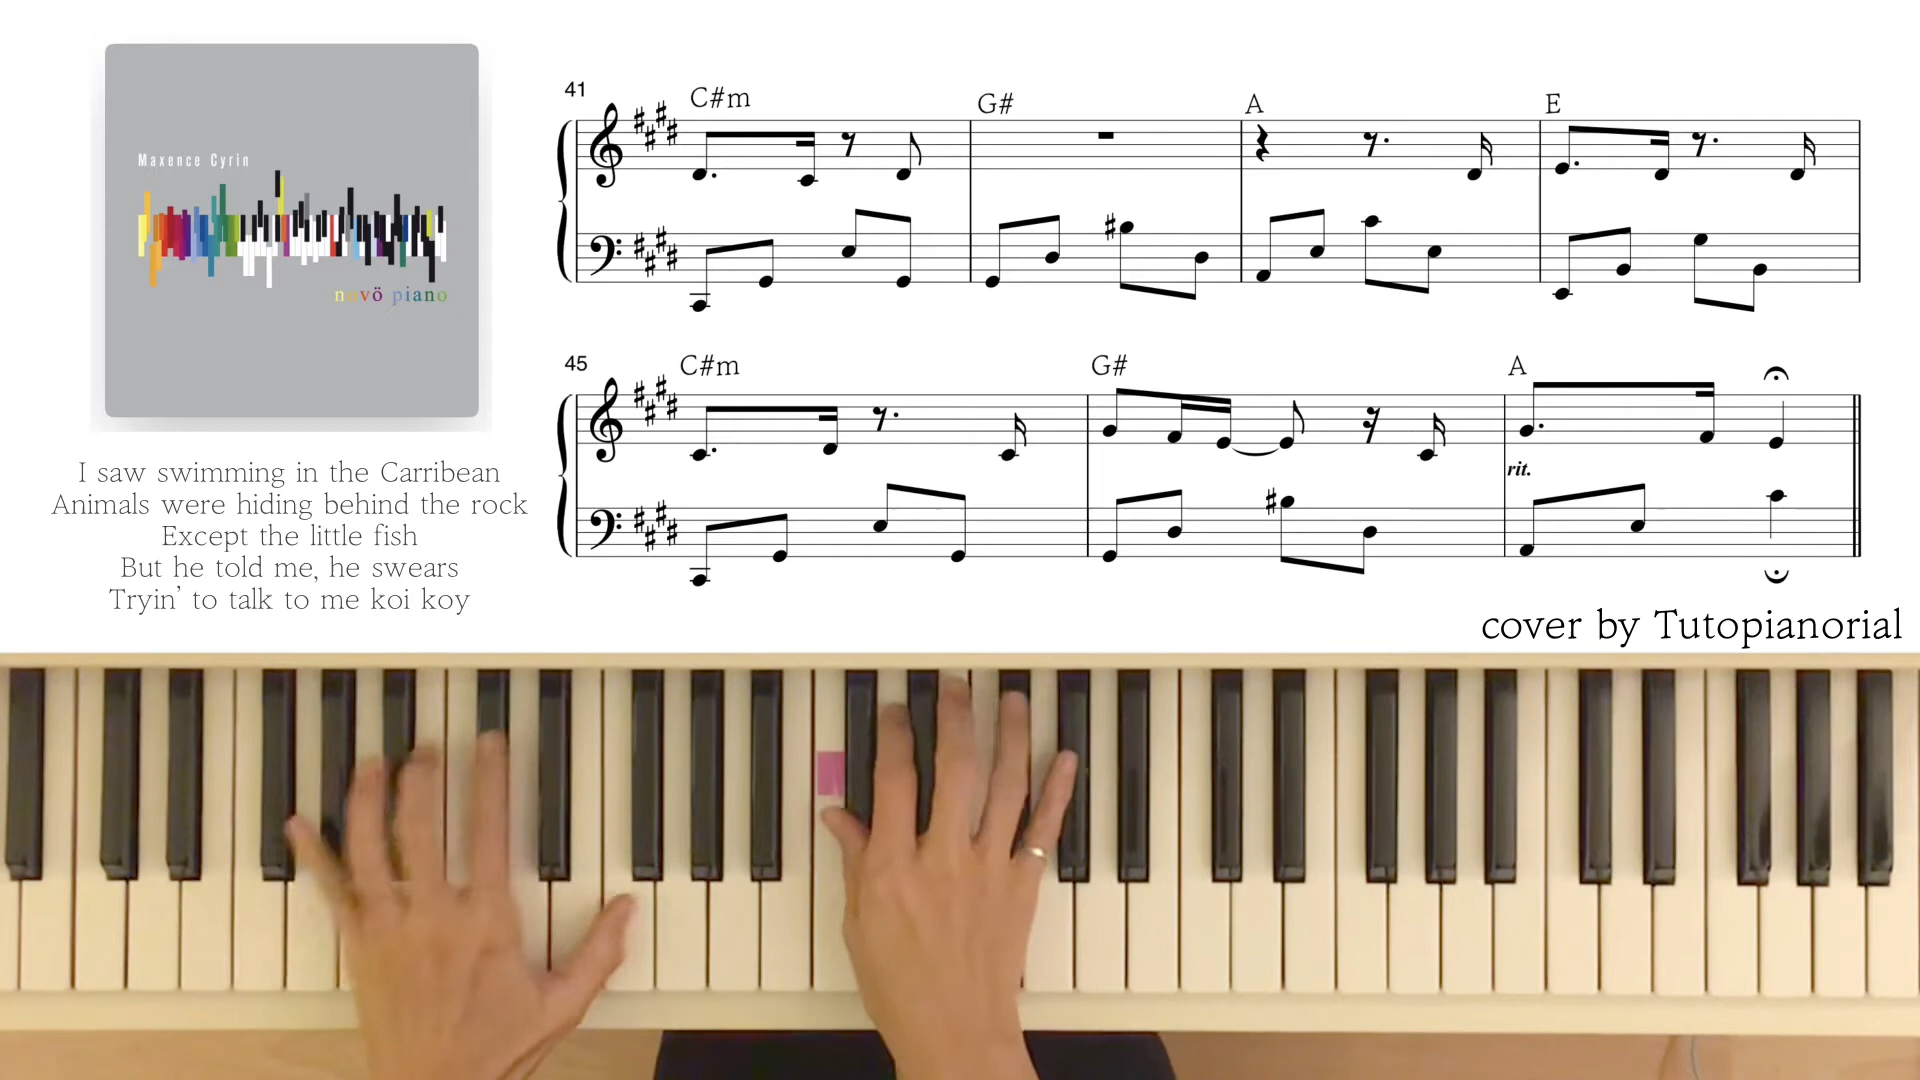 Maxence Cyrin
novö piano
I saw swimming in the Carribean
Animals were hiding behind the rock
Except the little fish
But he told me, he swears
Tryin' to talk to me koi koy
41
C#m
G#
A
E
45
C#m
G#
A
rit.
cover by Tutopianorial